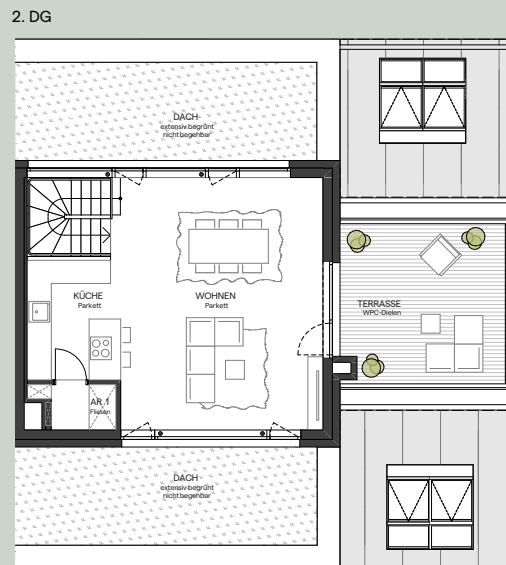 2. DG
DACH
extensiv begrünt
nicht begehbar
KÜCHE
Parkett
WOHNEN
Parkett
TERRASSE
WPC-Dielen
AR.1
Fliesen
DACH
extensiv begrünt
nicht begehbar